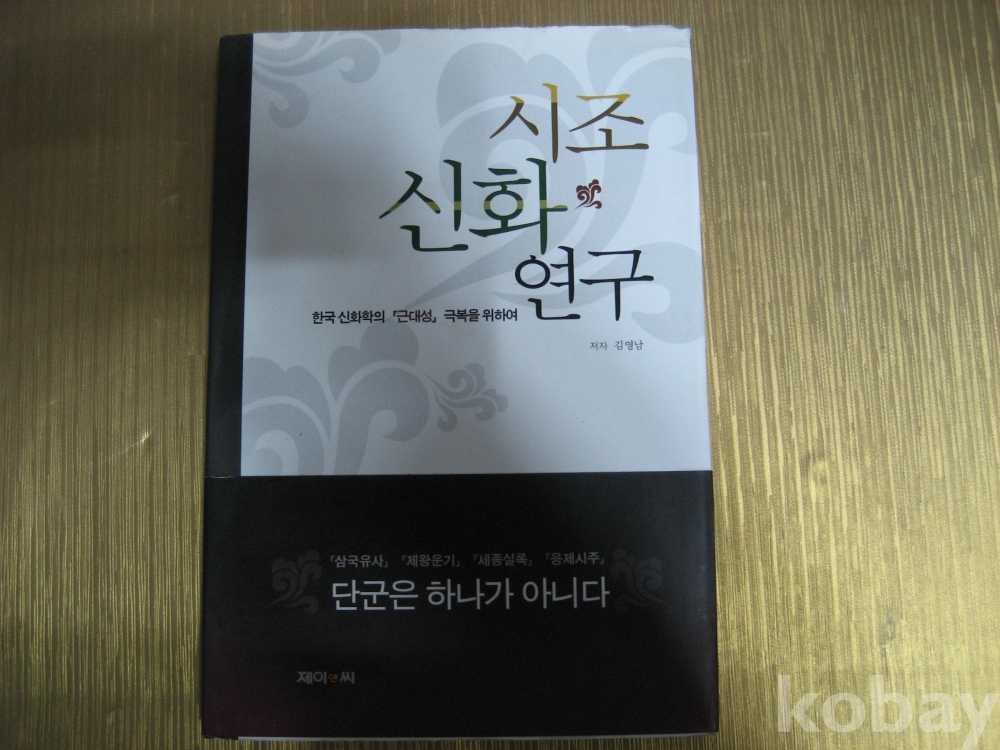 시조
신화
연구
한국 신화학의 『근대성』 극복을 위하여
저자 김영남
『삼국유사』 『제왕운기』 『세종실록』 『응제시주』
단군은 하나가 아니다
제이앤씨
kobay